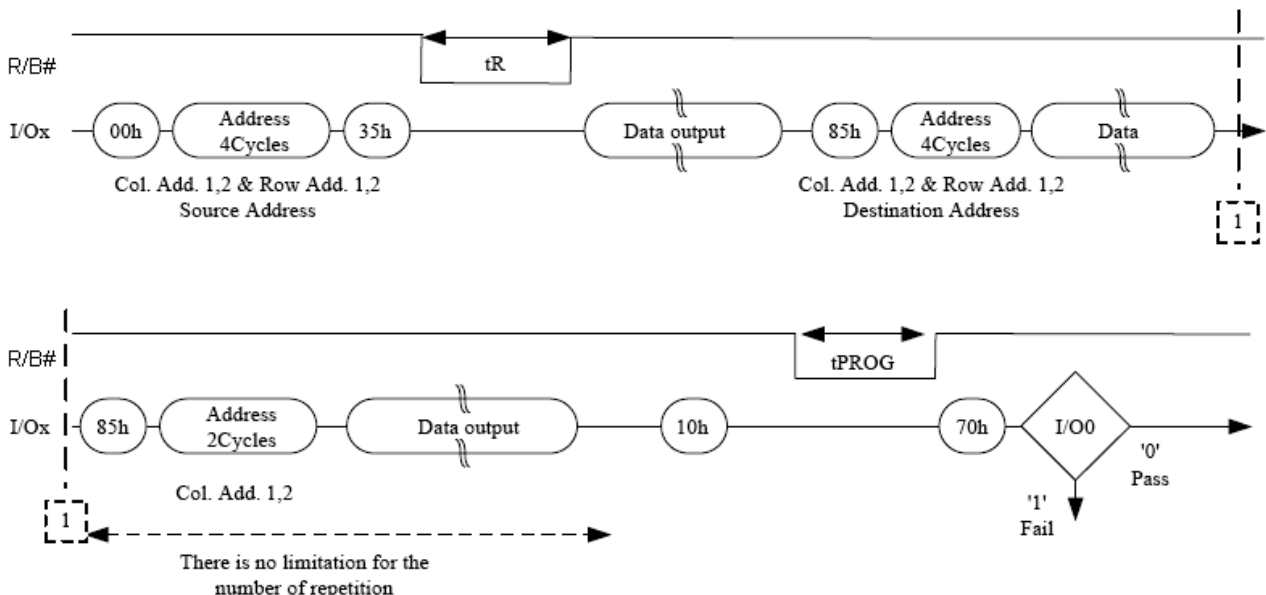 R/B#
tR
I/Ox
00h
Address
4Cycles
35h
Data output
85h
Address
4Cycles
Data
Col. Add. 1,2 & Row Add. 1,2
Source Address
Col. Add. 1,2 & Row Add. 1,2
Destination Address
1
R/B#
tPROG
I/Ox
85h
Address
2Cycles
Data output
10h
70h
I/O0
'0'
Pass
'1'
Fail
Col. Add. 1,2
1
There is no limitation for the
number of repetition